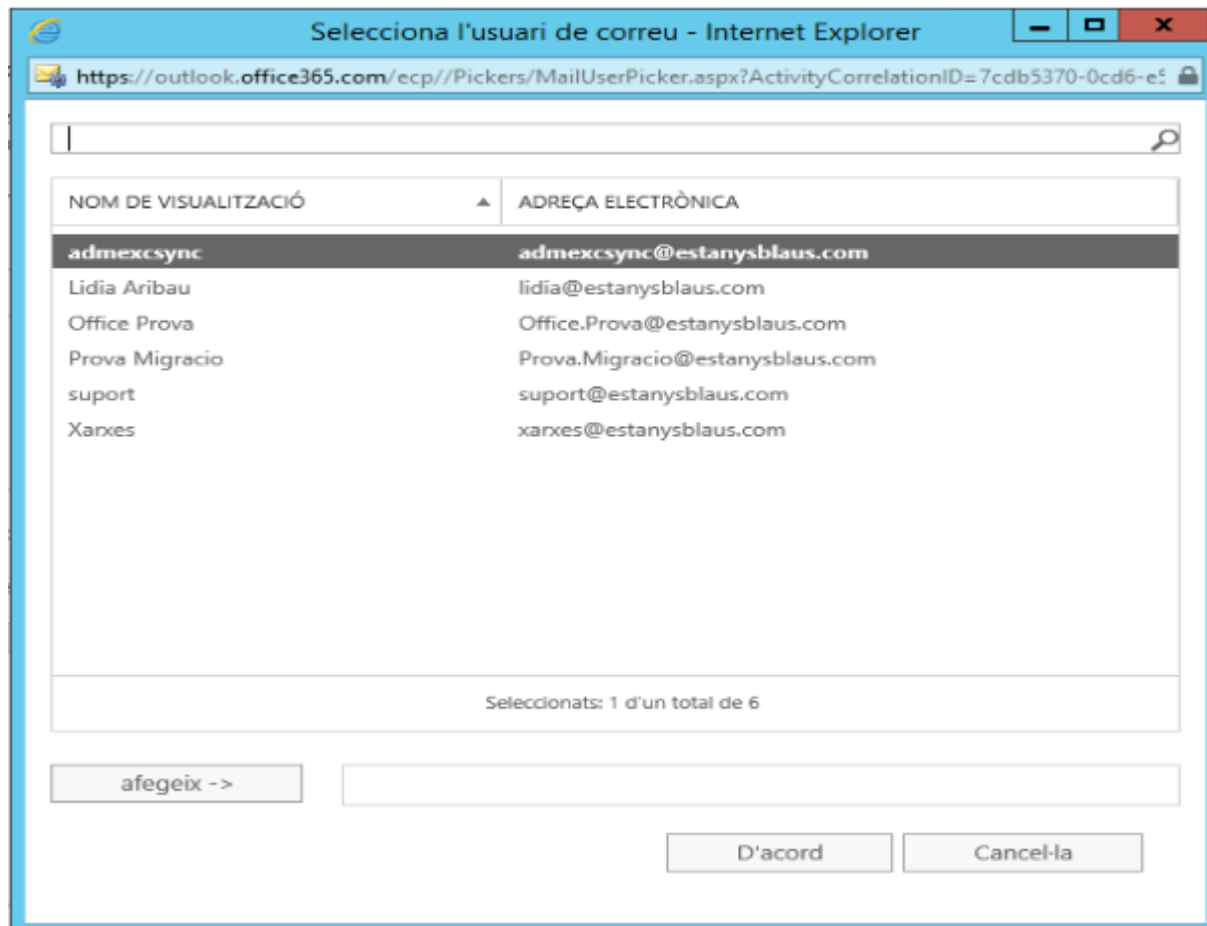 Selecciona l'usuari de correu - Internet Explorer
https://outlook.office365.com/ecp//Pickers/MailUserPicker.aspx?ActivityCorrelationID=7cdb5370-0cd6-e5
NOM DE VISUALITZACIÓ ADREÇA ELECTRÒNICA
admexcsync admexcsync@estanysblaus.com
Lidia Aribau lidia@estanysblaus.com
Office Prova Office.Prova@estanysblaus.com
Prova Migracio Prova.Migracio@estanysblaus.com
suport suport@estanysblaus.com
Xarxes xarxes@estanysblaus.com
Seleccionats: 1 d'un total de 6
afegeix ->
D'acord Cancel·la